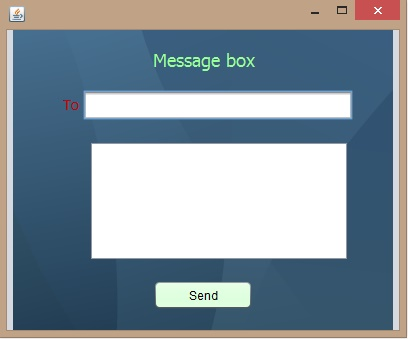 Message box
To
Send